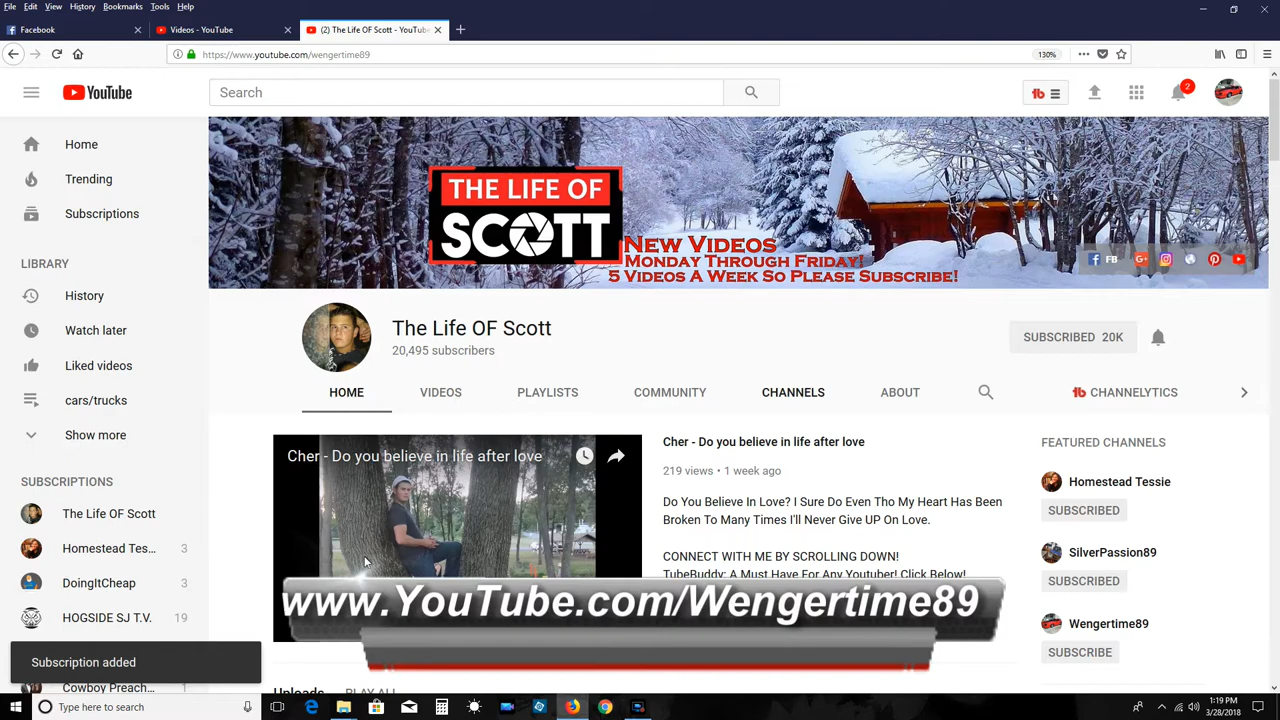 File Edit View History Bookmarks Tools Help
Facebook
Videos - YouTube
(2) The Life OF Scott - YouTube
https://www.youtube.com/wengertime89
130%
YouTube
Search
tb
2
Home
Trending
Subscriptions
LIBRARY
History
Watch later
Liked videos
cars/trucks
Show more
SUBSCRIPTIONS
The Life OF Scott
Homestead Tes... 3
DoingItCheap 3
HOGSIDE SJ T.V. 19
Cowboy Preach... 1
Subscription added
THE LIFE OF
SCOTT
NEW VIDEOS
MONDAY THROUGH FRIDAY!
5 VIDEOS A WEEK SO PLEASE SUBSCRIBE!
FB
G+
The Life OF Scott
20,495 subscribers
SUBSCRIBED 20K
HOME VIDEOS PLAYLISTS COMMUNITY CHANNELS ABOUT tb CHANNELYTICS
Cher - Do you believe in life after love
Cher - Do you believe in life after love
219 views • 1 week ago
Do You Believe In Love? I Sure Do Even Tho My Heart Has Been
Broken To Many Times I'll Never Give UP On Love.
CONNECT WITH ME BY SCROLLING DOWN!
TubeBuddy: A Must Have For Any Youtuber! Click Below!
www.YouTube.com/Wengertime89
FEATURED CHANNELS
Homestead Tessie
SUBSCRIBED
SilverPassion89
SUBSCRIBED
Wengertime89
SUBSCRIBE
Uploads PLAY ALL
Type here to search
1:19 PM
3/28/2018